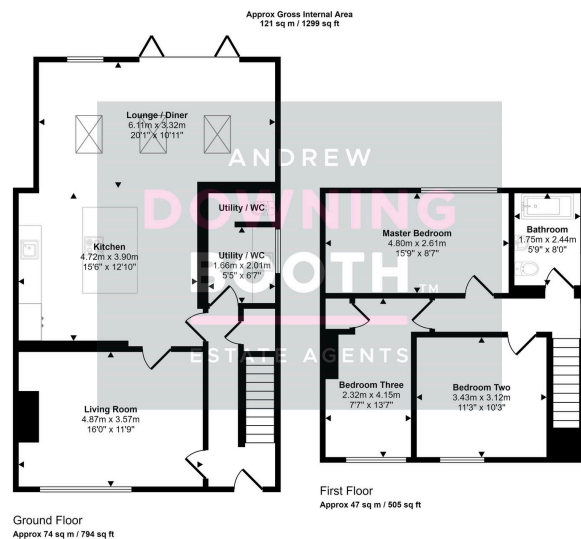 Approx Gross Internal Area
121 sq m / 1299 sq ft
Lounge / Diner
6.11m x 3.32m
20'1" x 10'11"
ANDREW
DOWNING
BOOTH™
ESTATE AGENTS
Utility / WC
Utility / WC
1.66m x 2.01m
5'5" x 6'7"
Kitchen
4.72m x 3.90m
15'6" x 12'10"
Living Room
4.87m x 3.57m
16'0" x 11'9"
Master Bedroom
4.80m x 2.61m
15'9" x 8'7"
Bathroom
1.75m x 2.44m
5'9" x 8'0"
Bedroom Three
2.32m x 4.15m
7'7" x 13'7"
Bedroom Two
3.43m x 3.12m
11'3" x 10'3"
Ground Floor
Approx 74 sq m / 794 sq ft
First Floor
Approx 47 sq m / 505 sq ft